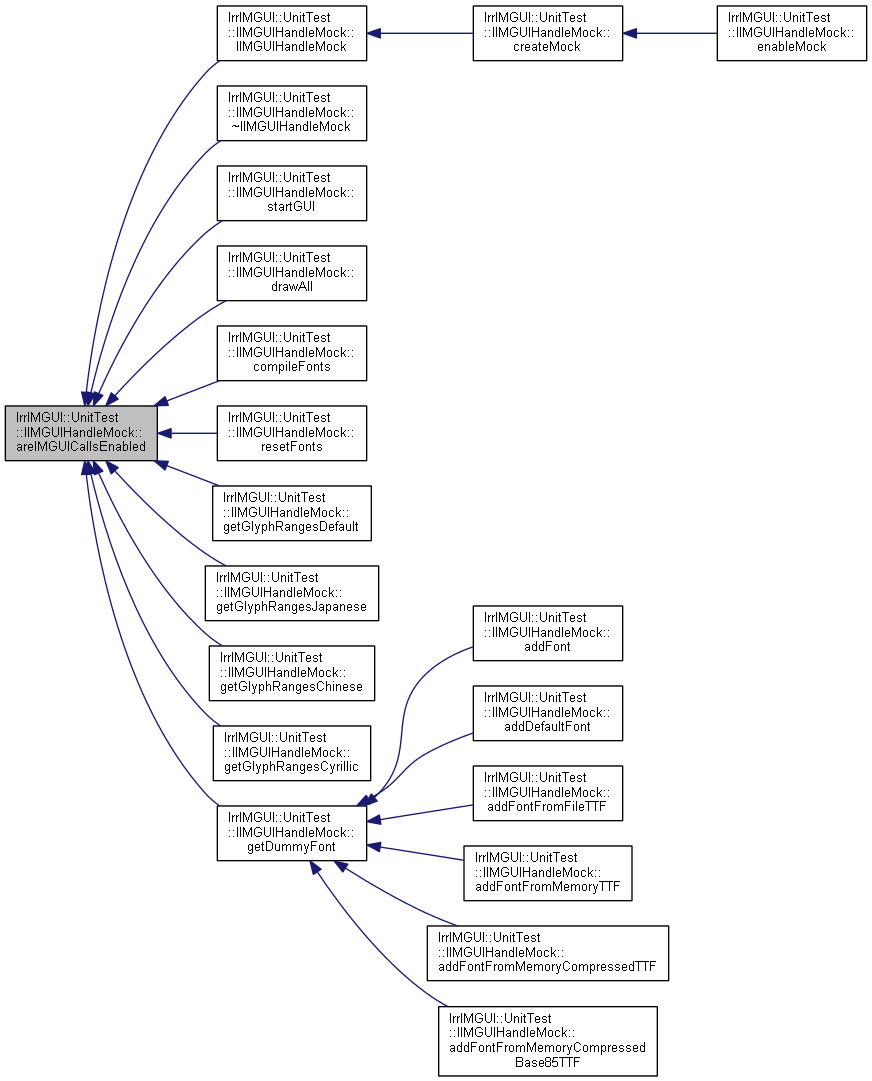 IrrIMGUI::UnitTest
::IIMGUIHandleMock::
IIMGUIHandleMock
IrrIMGUI::UnitTest
::IIMGUIHandleMock::
createMock
IrrIMGUI::UnitTest
::IIMGUIHandleMock::
enableMock
IrrIMGUI::UnitTest
::IIMGUIHandleMock::
~IIMGUIHandleMock
IrrIMGUI::UnitTest
::IIMGUIHandleMock::
startGUI
IrrIMGUI::UnitTest
::IIMGUIHandleMock::
drawAll
IrrIMGUI::UnitTest
::IIMGUIHandleMock::
compileFonts
IrrIMGUI::UnitTest
::IIMGUIHandleMock::
areIMGUICallsEnabled
IrrIMGUI::UnitTest
::IIMGUIHandleMock::
resetFonts
IrrIMGUI::UnitTest
::IIMGUIHandleMock::
getGlyphRangesDefault
IrrIMGUI::UnitTest
::IIMGUIHandleMock::
getGlyphRangesJapanese
IrrIMGUI::UnitTest
::IIMGUIHandleMock::
getGlyphRangesChinese
IrrIMGUI::UnitTest
::IIMGUIHandleMock::
getGlyphRangesCyrillic
IrrIMGUI::UnitTest
::IIMGUIHandleMock::
getDummyFont
IrrIMGUI::UnitTest
::IIMGUIHandleMock::
addFont
IrrIMGUI::UnitTest
::IIMGUIHandleMock::
addDefaultFont
IrrIMGUI::UnitTest
::IIMGUIHandleMock::
addFontFromFileTTF
IrrIMGUI::UnitTest
::IIMGUIHandleMock::
addFontFromMemoryTTF
IrrIMGUI::UnitTest
::IIMGUIHandleMock::
addFontFromMemoryCompressedTTF
IrrIMGUI::UnitTest
::IIMGUIHandleMock::
addFontFromMemoryCompressed
Base85TTF